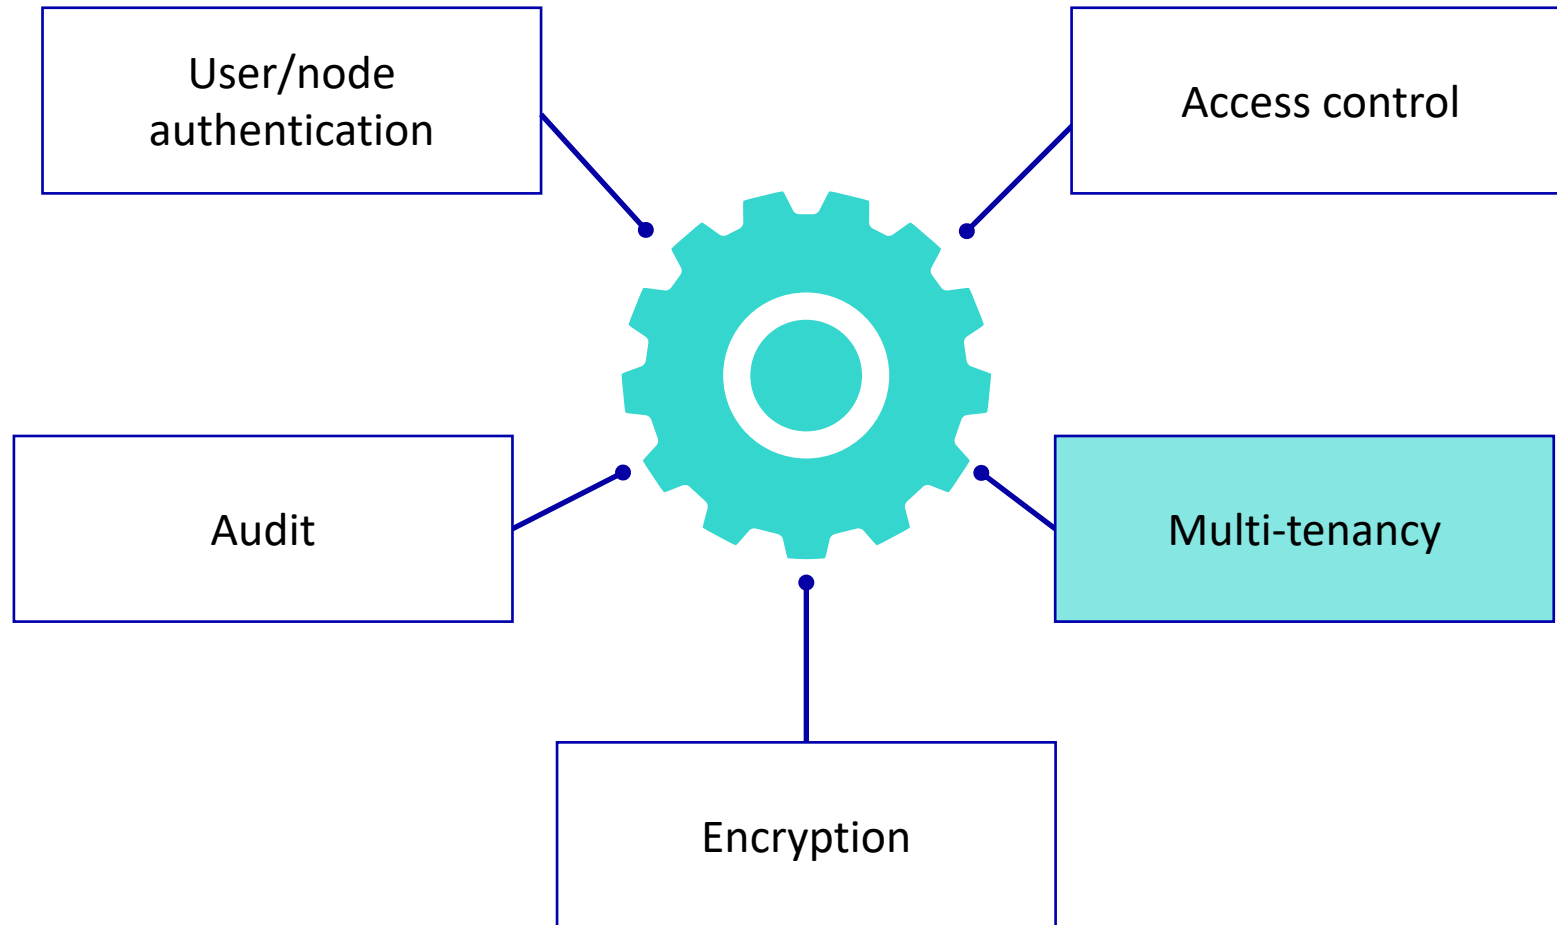 User/node
authentication
Access control
Audit
Multi-tenancy
Encryption